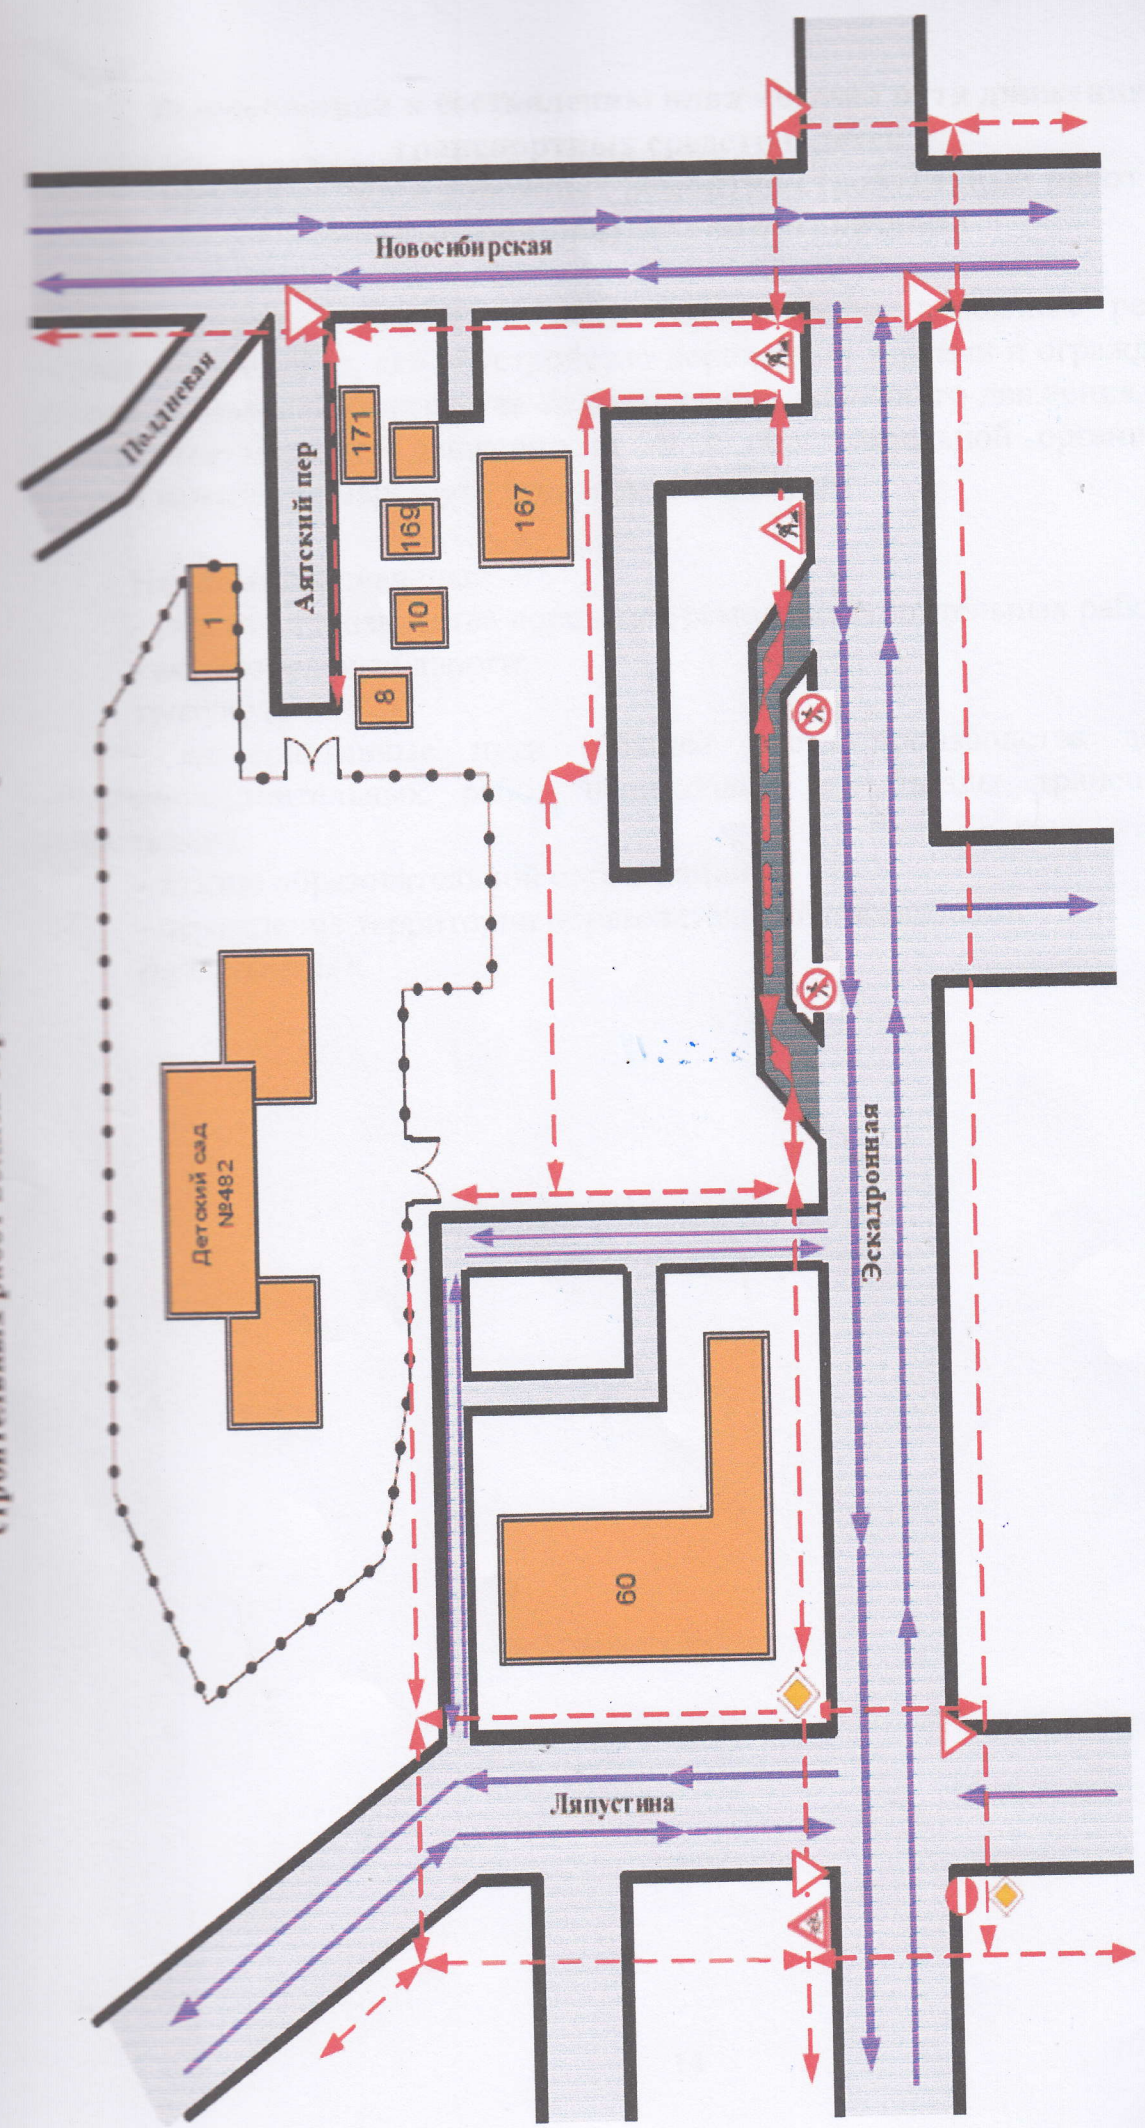 Новосибирская
Полдневая
Аятский пер
171
169
167
10
8
1
Детский сад
№482
Эскадронная
60
Ляпустина